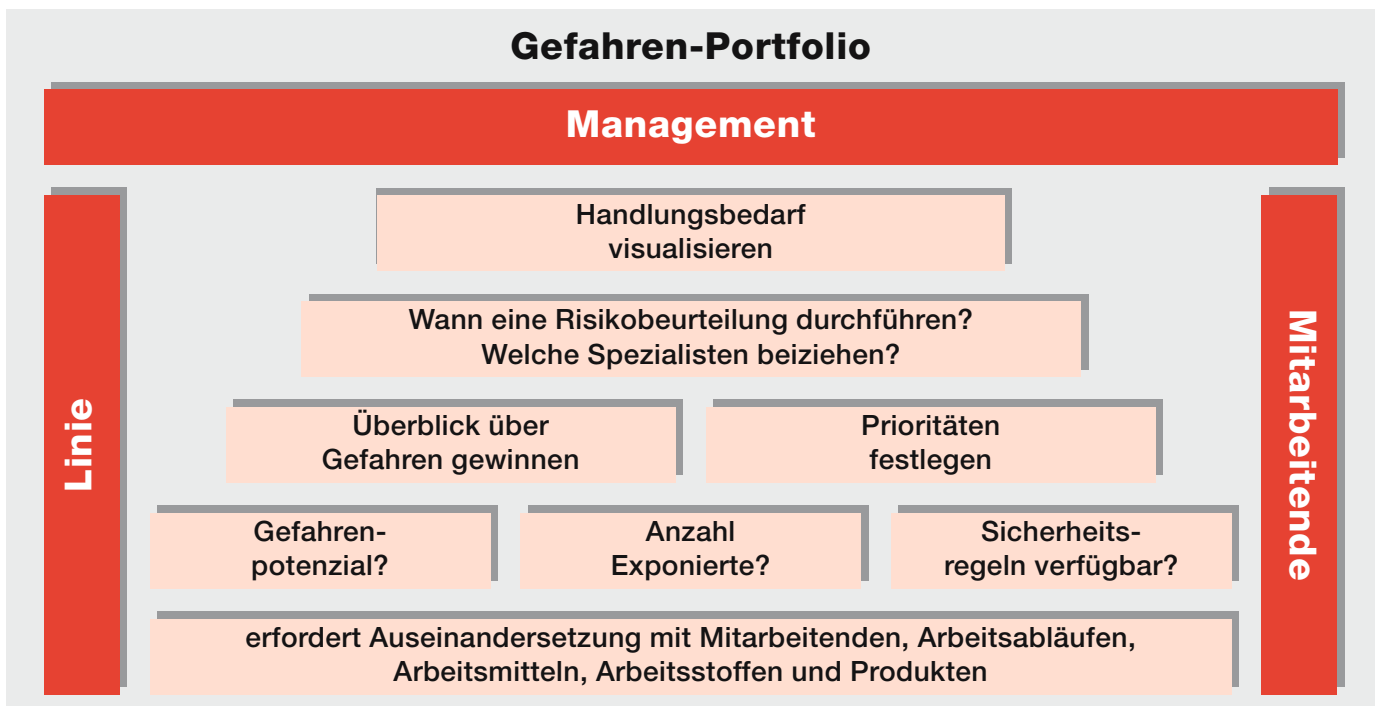 Gefahren-Portfolio
Management
Linie
Handlungsbedarf
visualisieren
Wann eine Risikobeurteilung durchführen?
Welche Spezialisten beiziehen?
Überblick über
Gefahren gewinnen
Prioritäten
festlegen
Gefahren-
potenzial?
Anzahl
Exponierte?
Sicherheits-
regeln verfügbar?
erfordert Auseinandersetzung mit Mitarbeitenden, Arbeitsabläufen,
Arbeitsmitteln, Arbeitsstoffen und Produkten
Mitarbeitende